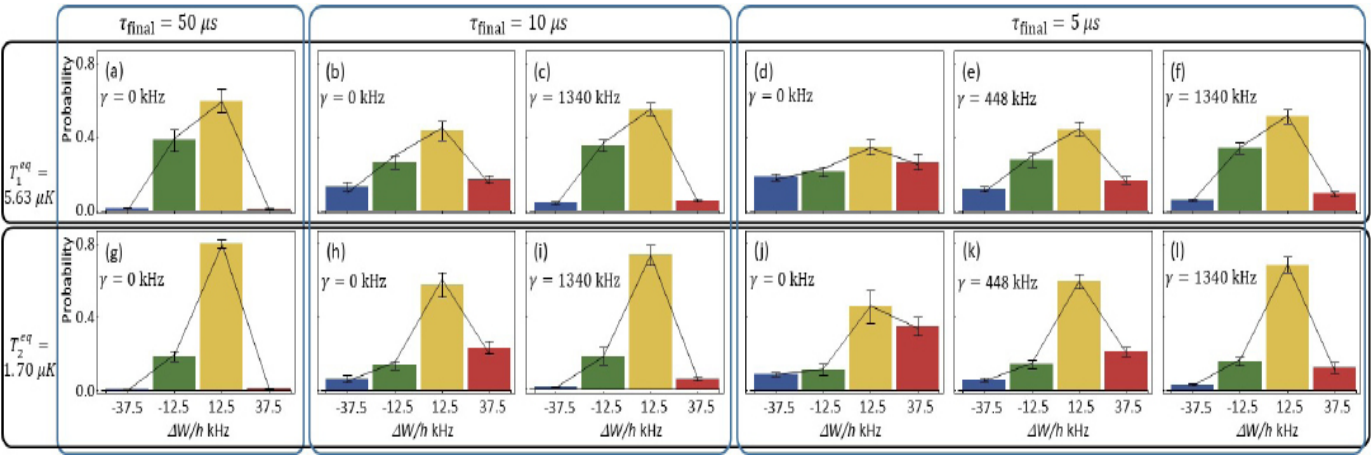 τfinal = 50 μs
τfinal = 10 μs
τfinal = 5 μs
T₁^eq =
5.63 μK
Probability
0.8
0.4
0.0
(a)
γ = 0 kHz
(b)
γ = 0 kHz
(c)
γ = 1340 kHz
(d)
γ = 0 kHz
(e)
γ = 448 kHz
(f)
γ = 1340 kHz
T₂^eq =
1.70 μK
Probability
0.8
0.4
0.0
(g)
γ = 0 kHz
(h)
γ = 0 kHz
(i)
γ = 1340 kHz
(j)
γ = 0 kHz
(k)
γ = 448 kHz
(l)
γ = 1340 kHz
-37.5 -12.5 12.5 37.5
-37.5 -12.5 12.5 37.5
-37.5 -12.5 12.5 37.5
-37.5 -12.5 12.5 37.5
-37.5 -12.5 12.5 37.5
-37.5 -12.5 12.5 37.5
ΔW/h kHz
ΔW/h kHz
ΔW/h kHz
ΔW/h kHz
ΔW/h kHz
ΔW/h kHz